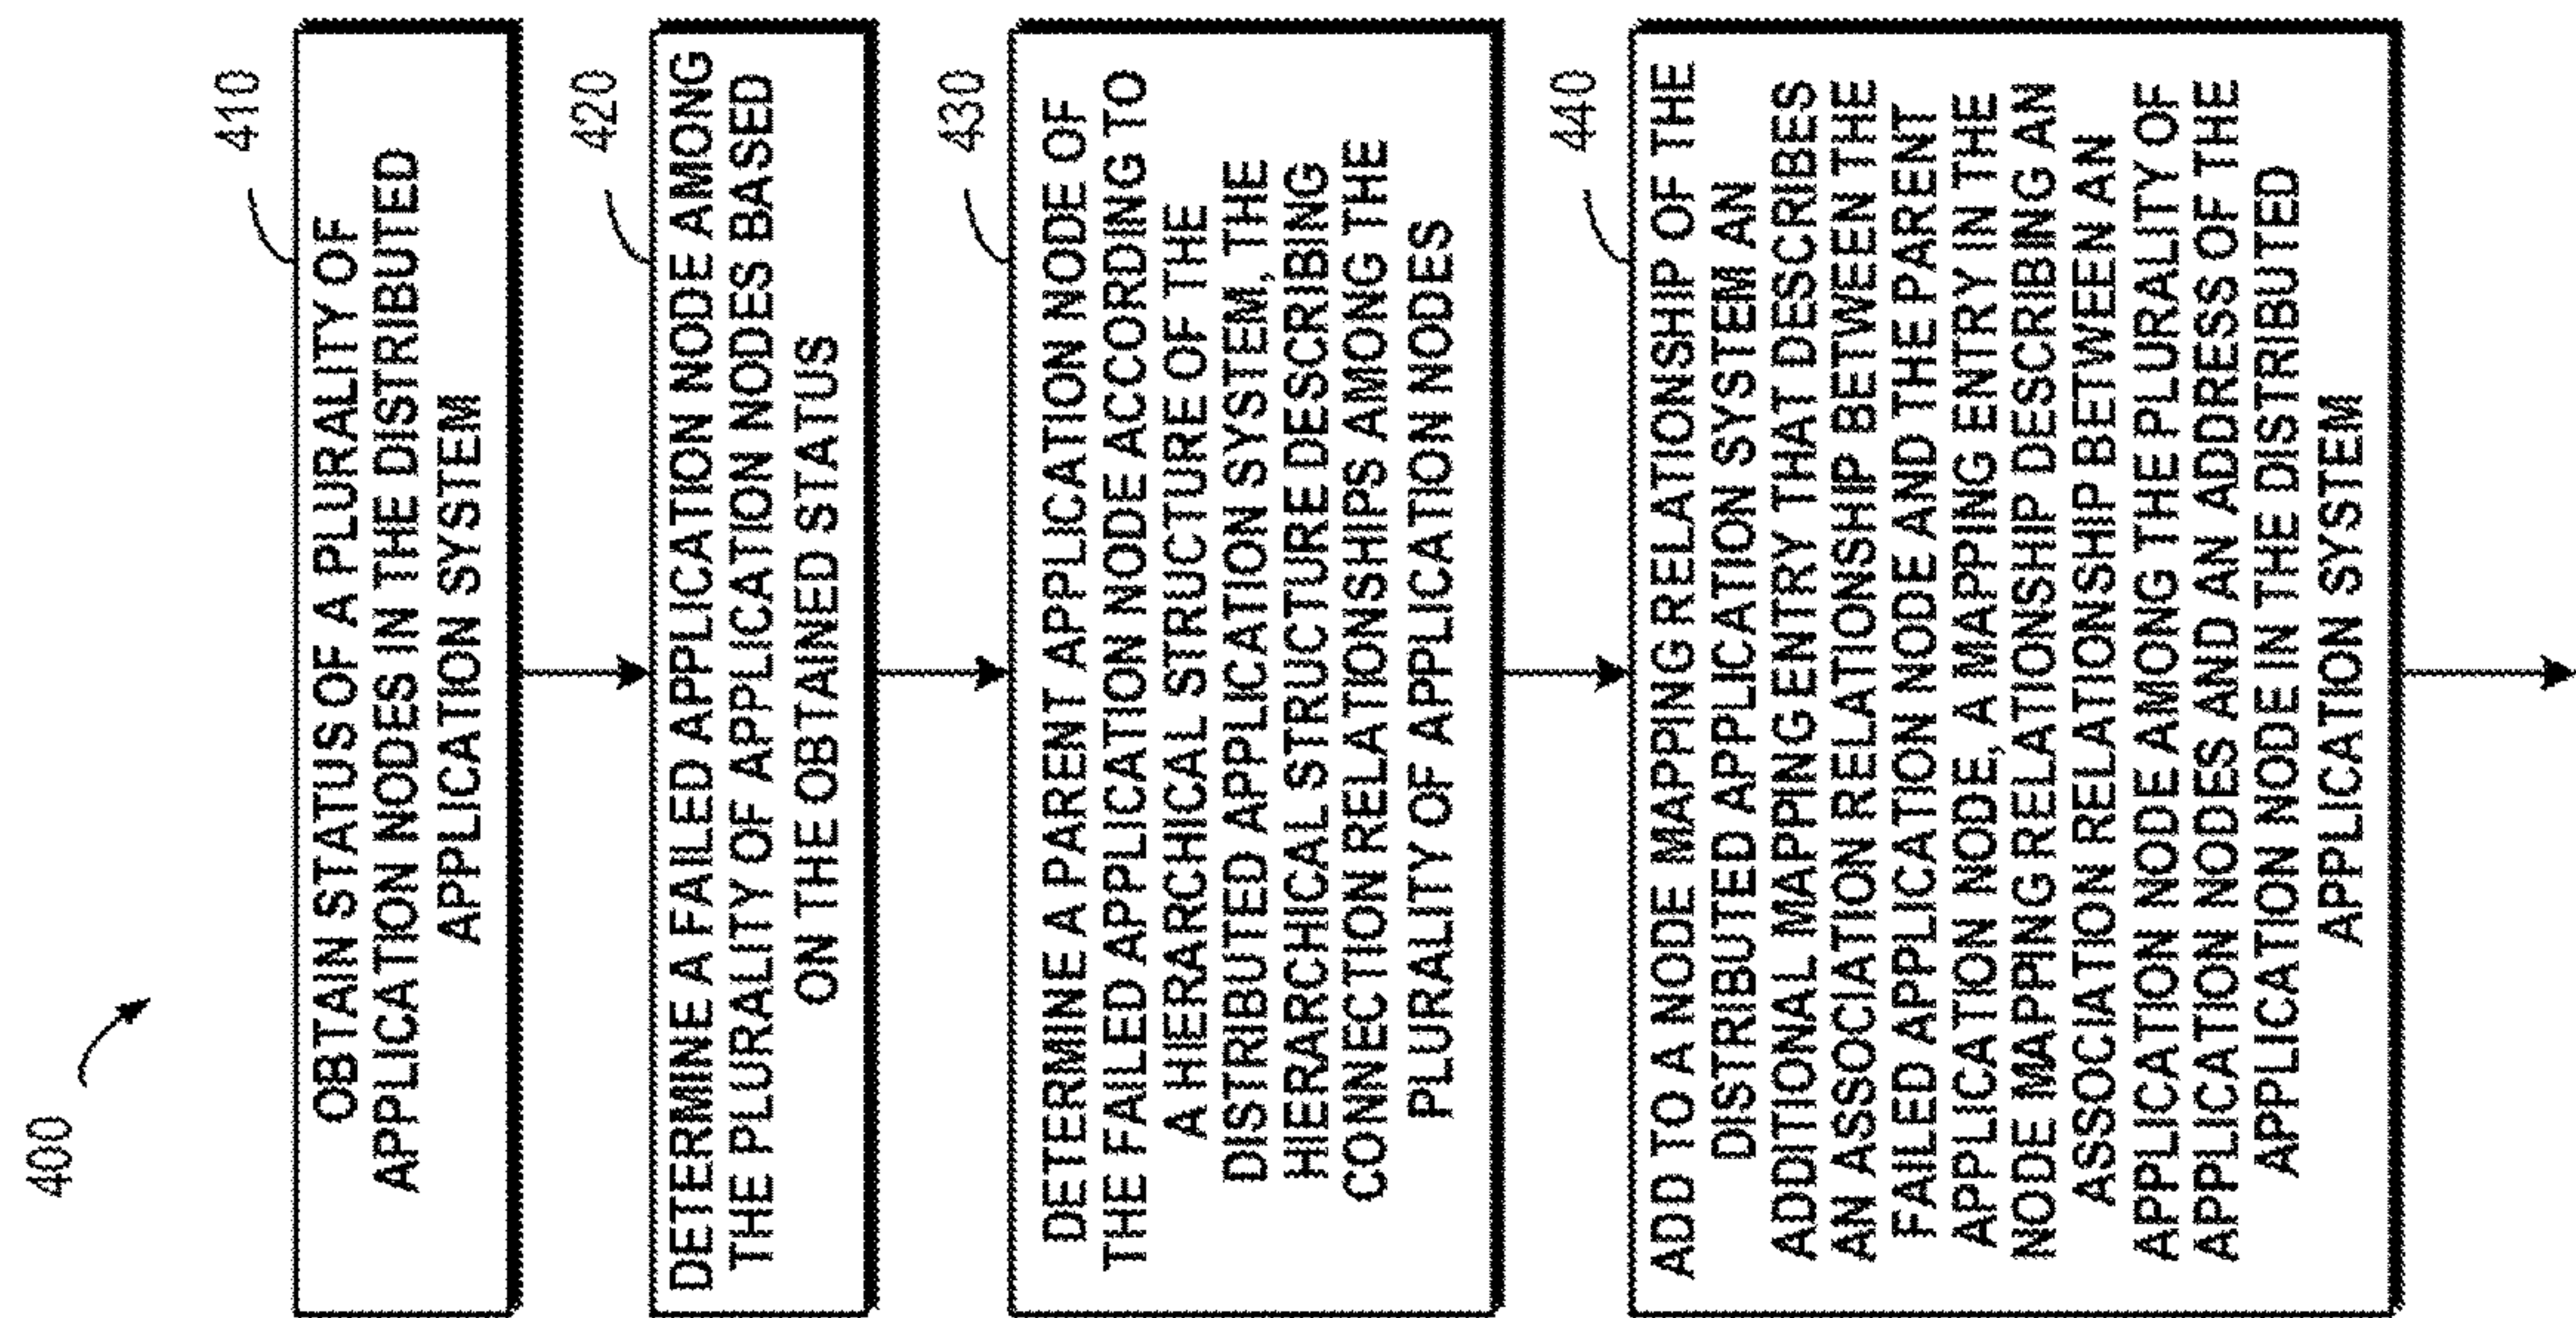 400
410
OBTAIN STATUS OF A PLURALITY OF
APPLICATION NODES IN THE DISTRIBUTED
APPLICATION SYSTEM
420
DETERMINE A FAILED APPLICATION NODE AMONG
THE PLURALITY OF APPLICATION NODES BASED
ON THE OBTAINED STATUS
430
DETERMINE A PARENT APPLICATION NODE OF
THE FAILED APPLICATION NODE ACCORDING TO
A HIERARCHICAL STRUCTURE OF THE
DISTRIBUTED APPLICATION SYSTEM, THE
HIERARCHICAL STRUCTURE DESCRIBING
CONNECTION RELATIONSHIPS AMONG THE
PLURALITY OF APPLICATION NODES
440
ADD TO A NODE MAPPING RELATIONSHIP OF THE
DISTRIBUTED APPLICATION SYSTEM AN
ADDITIONAL MAPPING ENTRY THAT DESCRIBES
AN ASSOCIATION RELATIONSHIP BETWEEN THE
FAILED APPLICATION NODE AND THE PARENT
APPLICATION NODE, A MAPPING ENTRY IN THE
NODE MAPPING RELATIONSHIP DESCRIBING AN
ASSOCIATION RELATIONSHIP BETWEEN AN
APPLICATION NODE AMONG THE PLURALITY OF
APPLICATION NODES AND AN ADDRESS OF THE
APPLICATION NODE IN THE DISTRIBUTED
APPLICATION SYSTEM